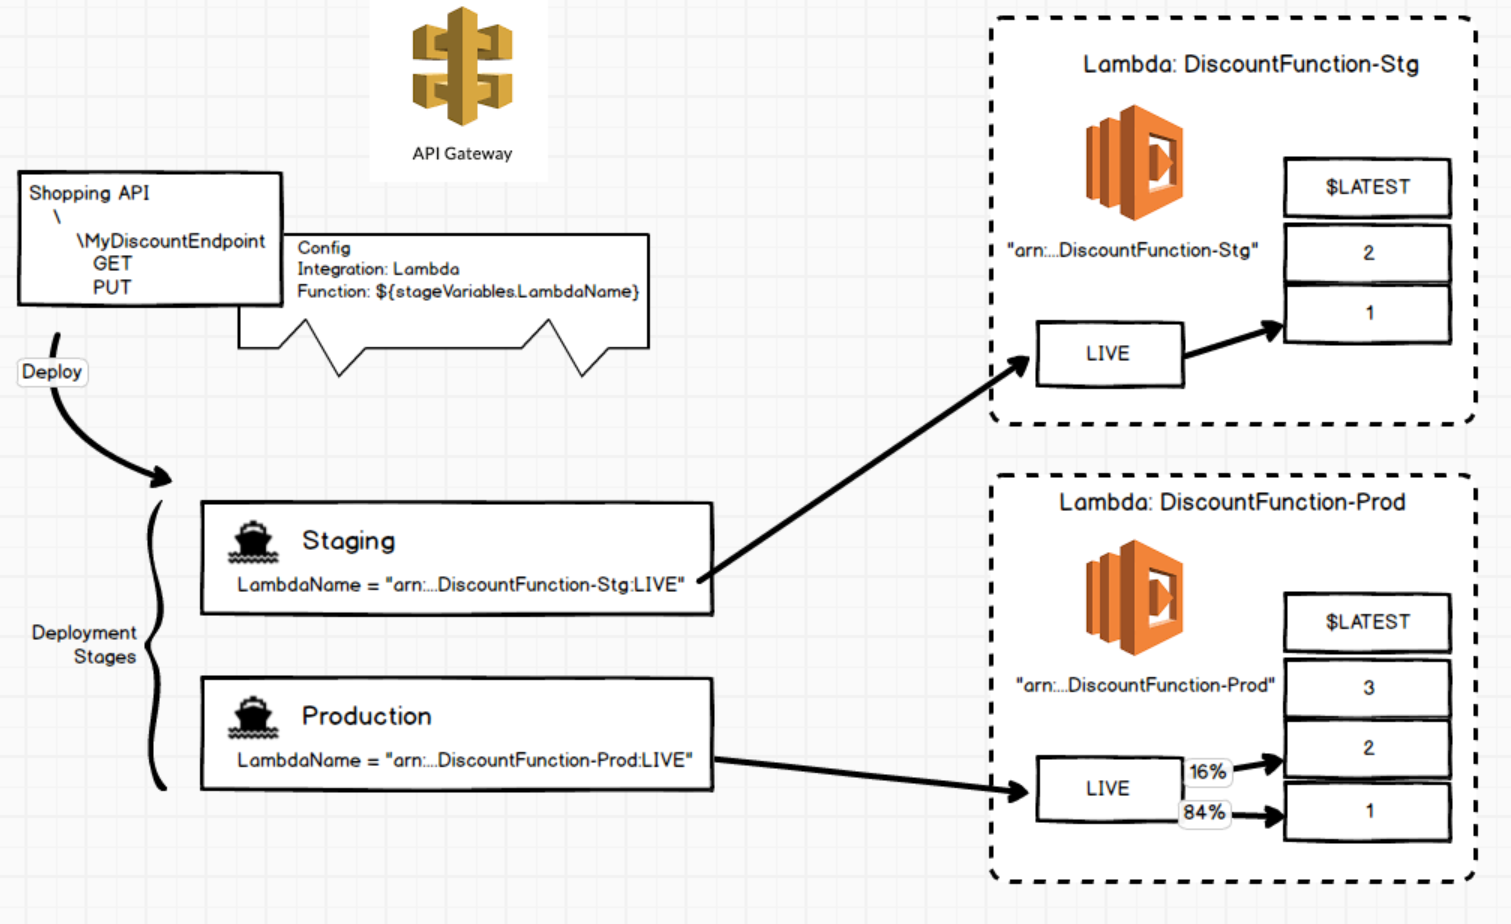 API Gateway
Shopping API
\
\MyDiscountEndpoint
GET
PUT
Config
Integration: Lambda
Function: ${stageVariables.LambdaName}
Deploy
Deployment
Stages
Staging
LambdaName = "arn:...DiscountFunction-Stg:LIVE"
Production
LambdaName = "arn:...DiscountFunction-Prod:LIVE"
Lambda: DiscountFunction-Stg
"arn:...DiscountFunction-Stg"
$LATEST
2
1
LIVE
Lambda: DiscountFunction-Prod
"arn:...DiscountFunction-Prod"
$LATEST
3
2
1
LIVE
16%
84%